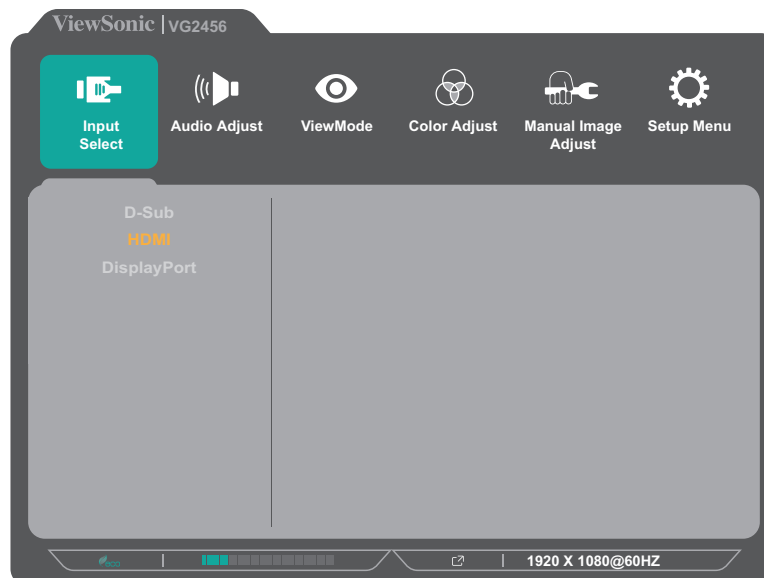 ViewSonic | VG2456
Input Select
Audio Adjust
ViewMode
Color Adjust
Manual Image Adjust
Setup Menu
D-Sub
HDMI
DisplayPort
eco
1920 X 1080@60HZ